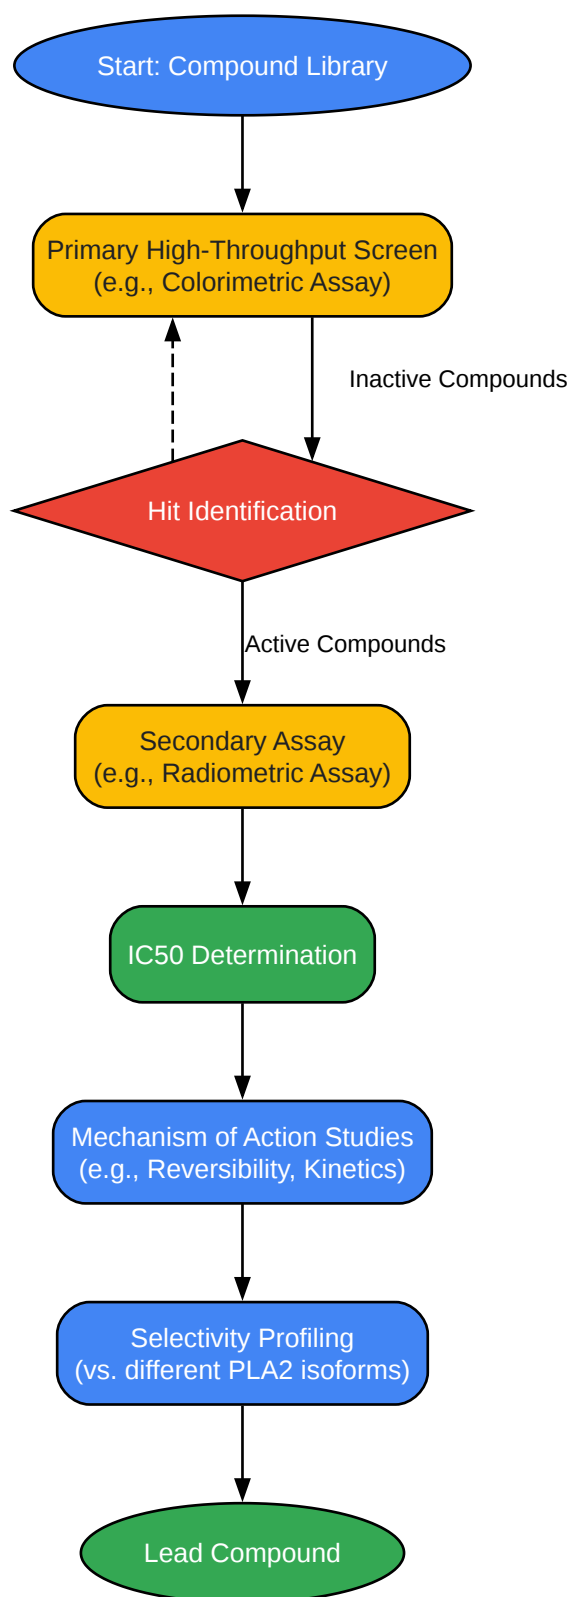 Start: Compound Library
Primary High-Throughput Screen
(e.g., Colorimetric Assay)
Inactive Compounds
Hit Identification
Active Compounds
Secondary Assay
(e.g., Radiometric Assay)
IC50 Determination
Mechanism of Action Studies
(e.g., Reversibility, Kinetics)
Selectivity Profiling
(vs. different PLA2 isoforms)
Lead Compound